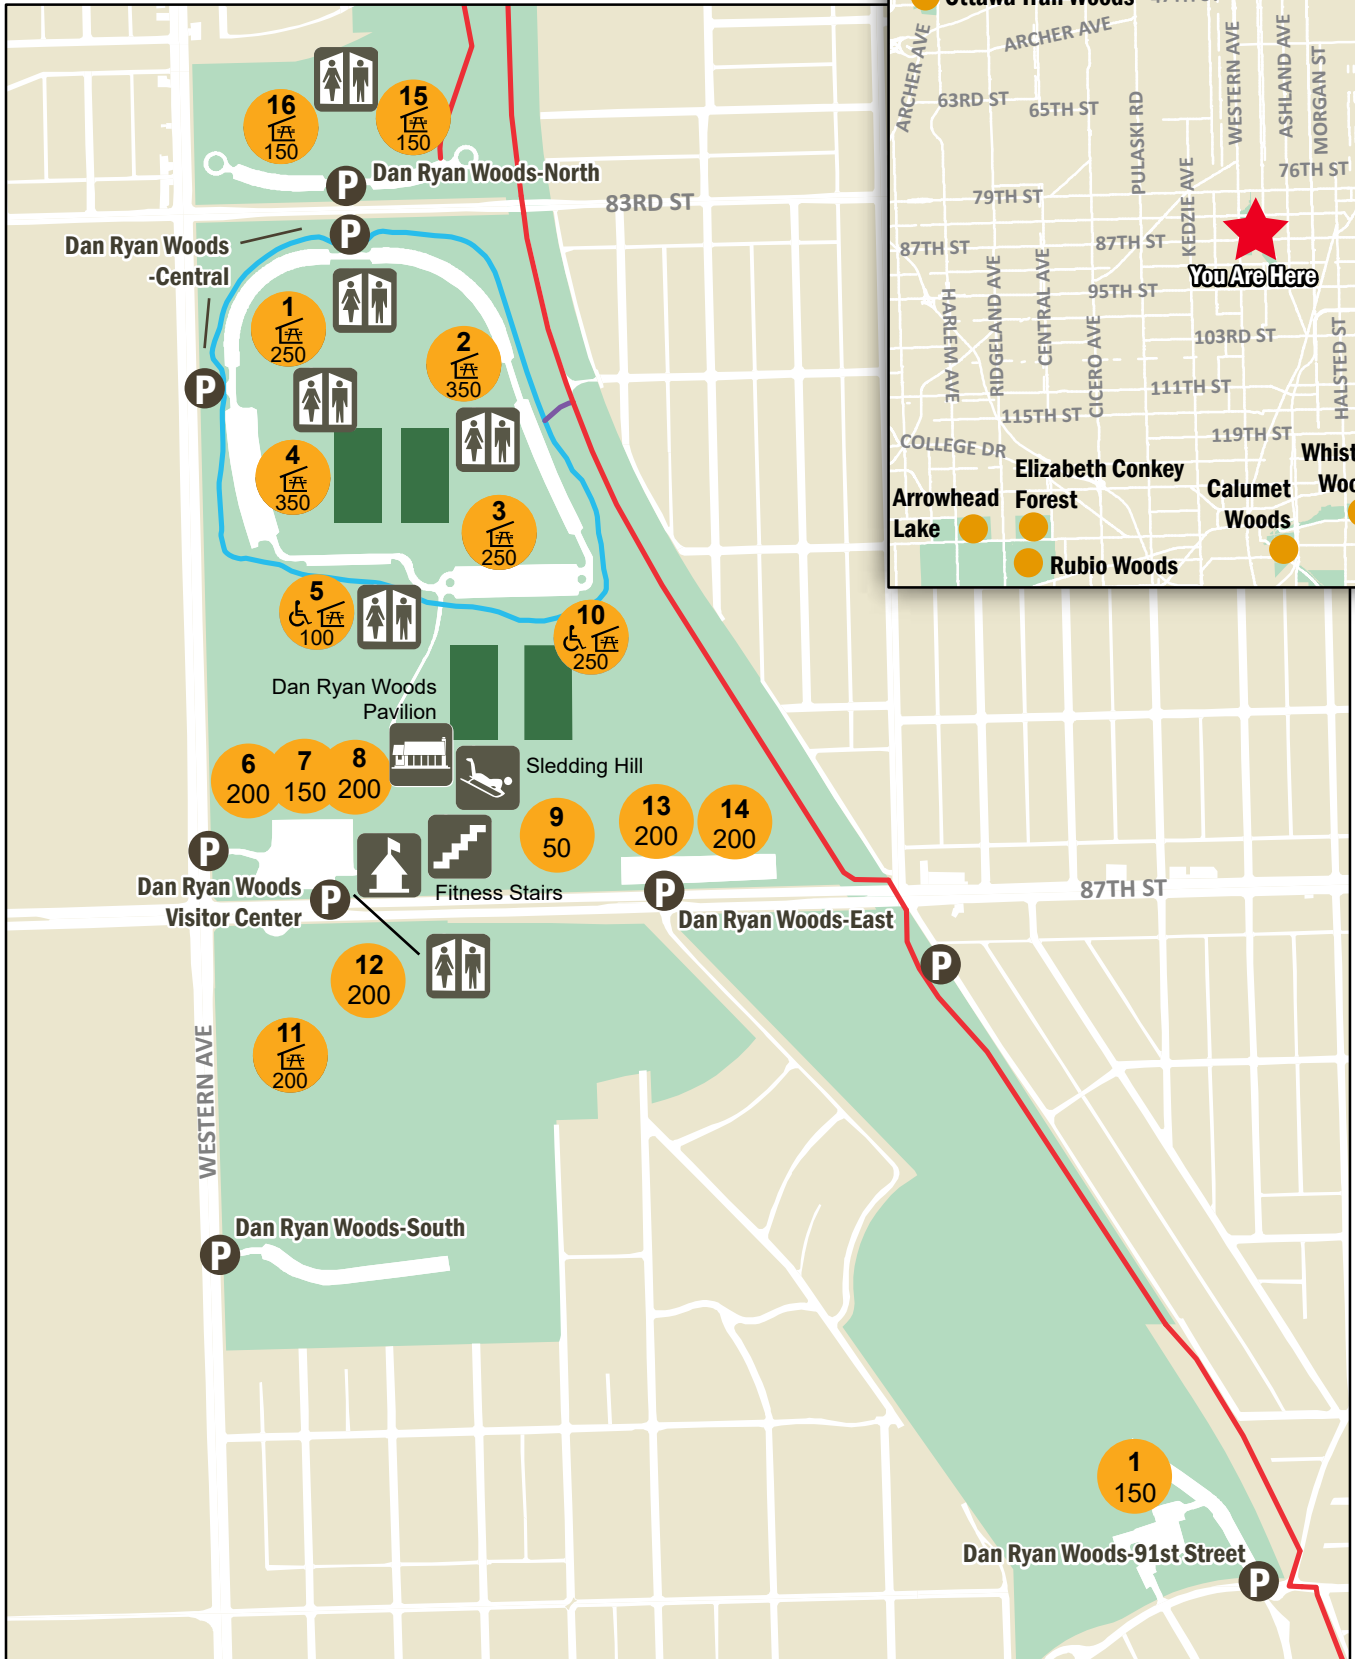 16
150
15
150
P
Dan Ryan Woods-North
83RD ST
Dan Ryan Woods
-Central
P
P
1
250
2
350
4
350
3
250
5
100
10
250
Dan Ryan Woods
Pavilion
Sledding Hill
6
200
7
150
8
200
9
50
13
200
14
200
P
Dan Ryan Woods
Visitor Center
P
Fitness Stairs
P
Dan Ryan Woods-East
87TH ST
P
12
200
11
200
WESTERN AVE
Dan Ryan Woods-South
P
1
150
Dan Ryan Woods-91st Street
P
Ottawa Trail Woods
47TH ST
ARCHER AVE
ARCHER AVE
63RD ST
65TH ST
PULASKI RD
WESTERN AVE
ASHLAND AVE
MORGAN ST
76TH ST
79TH ST
KEDZIE AVE
87TH ST
87TH ST
You Are Here
95TH ST
HARLEM AVE
RIDGELAND AVE
CENTRAL AVE
CICERO AVE
103RD ST
HALSTED ST
111TH ST
115TH ST
119TH ST
COLLEGE DR
Whist
Woo
Elizabeth Conkey
Forest
Calumet
Woods
Arrowhead
Lake
Rubio Woods